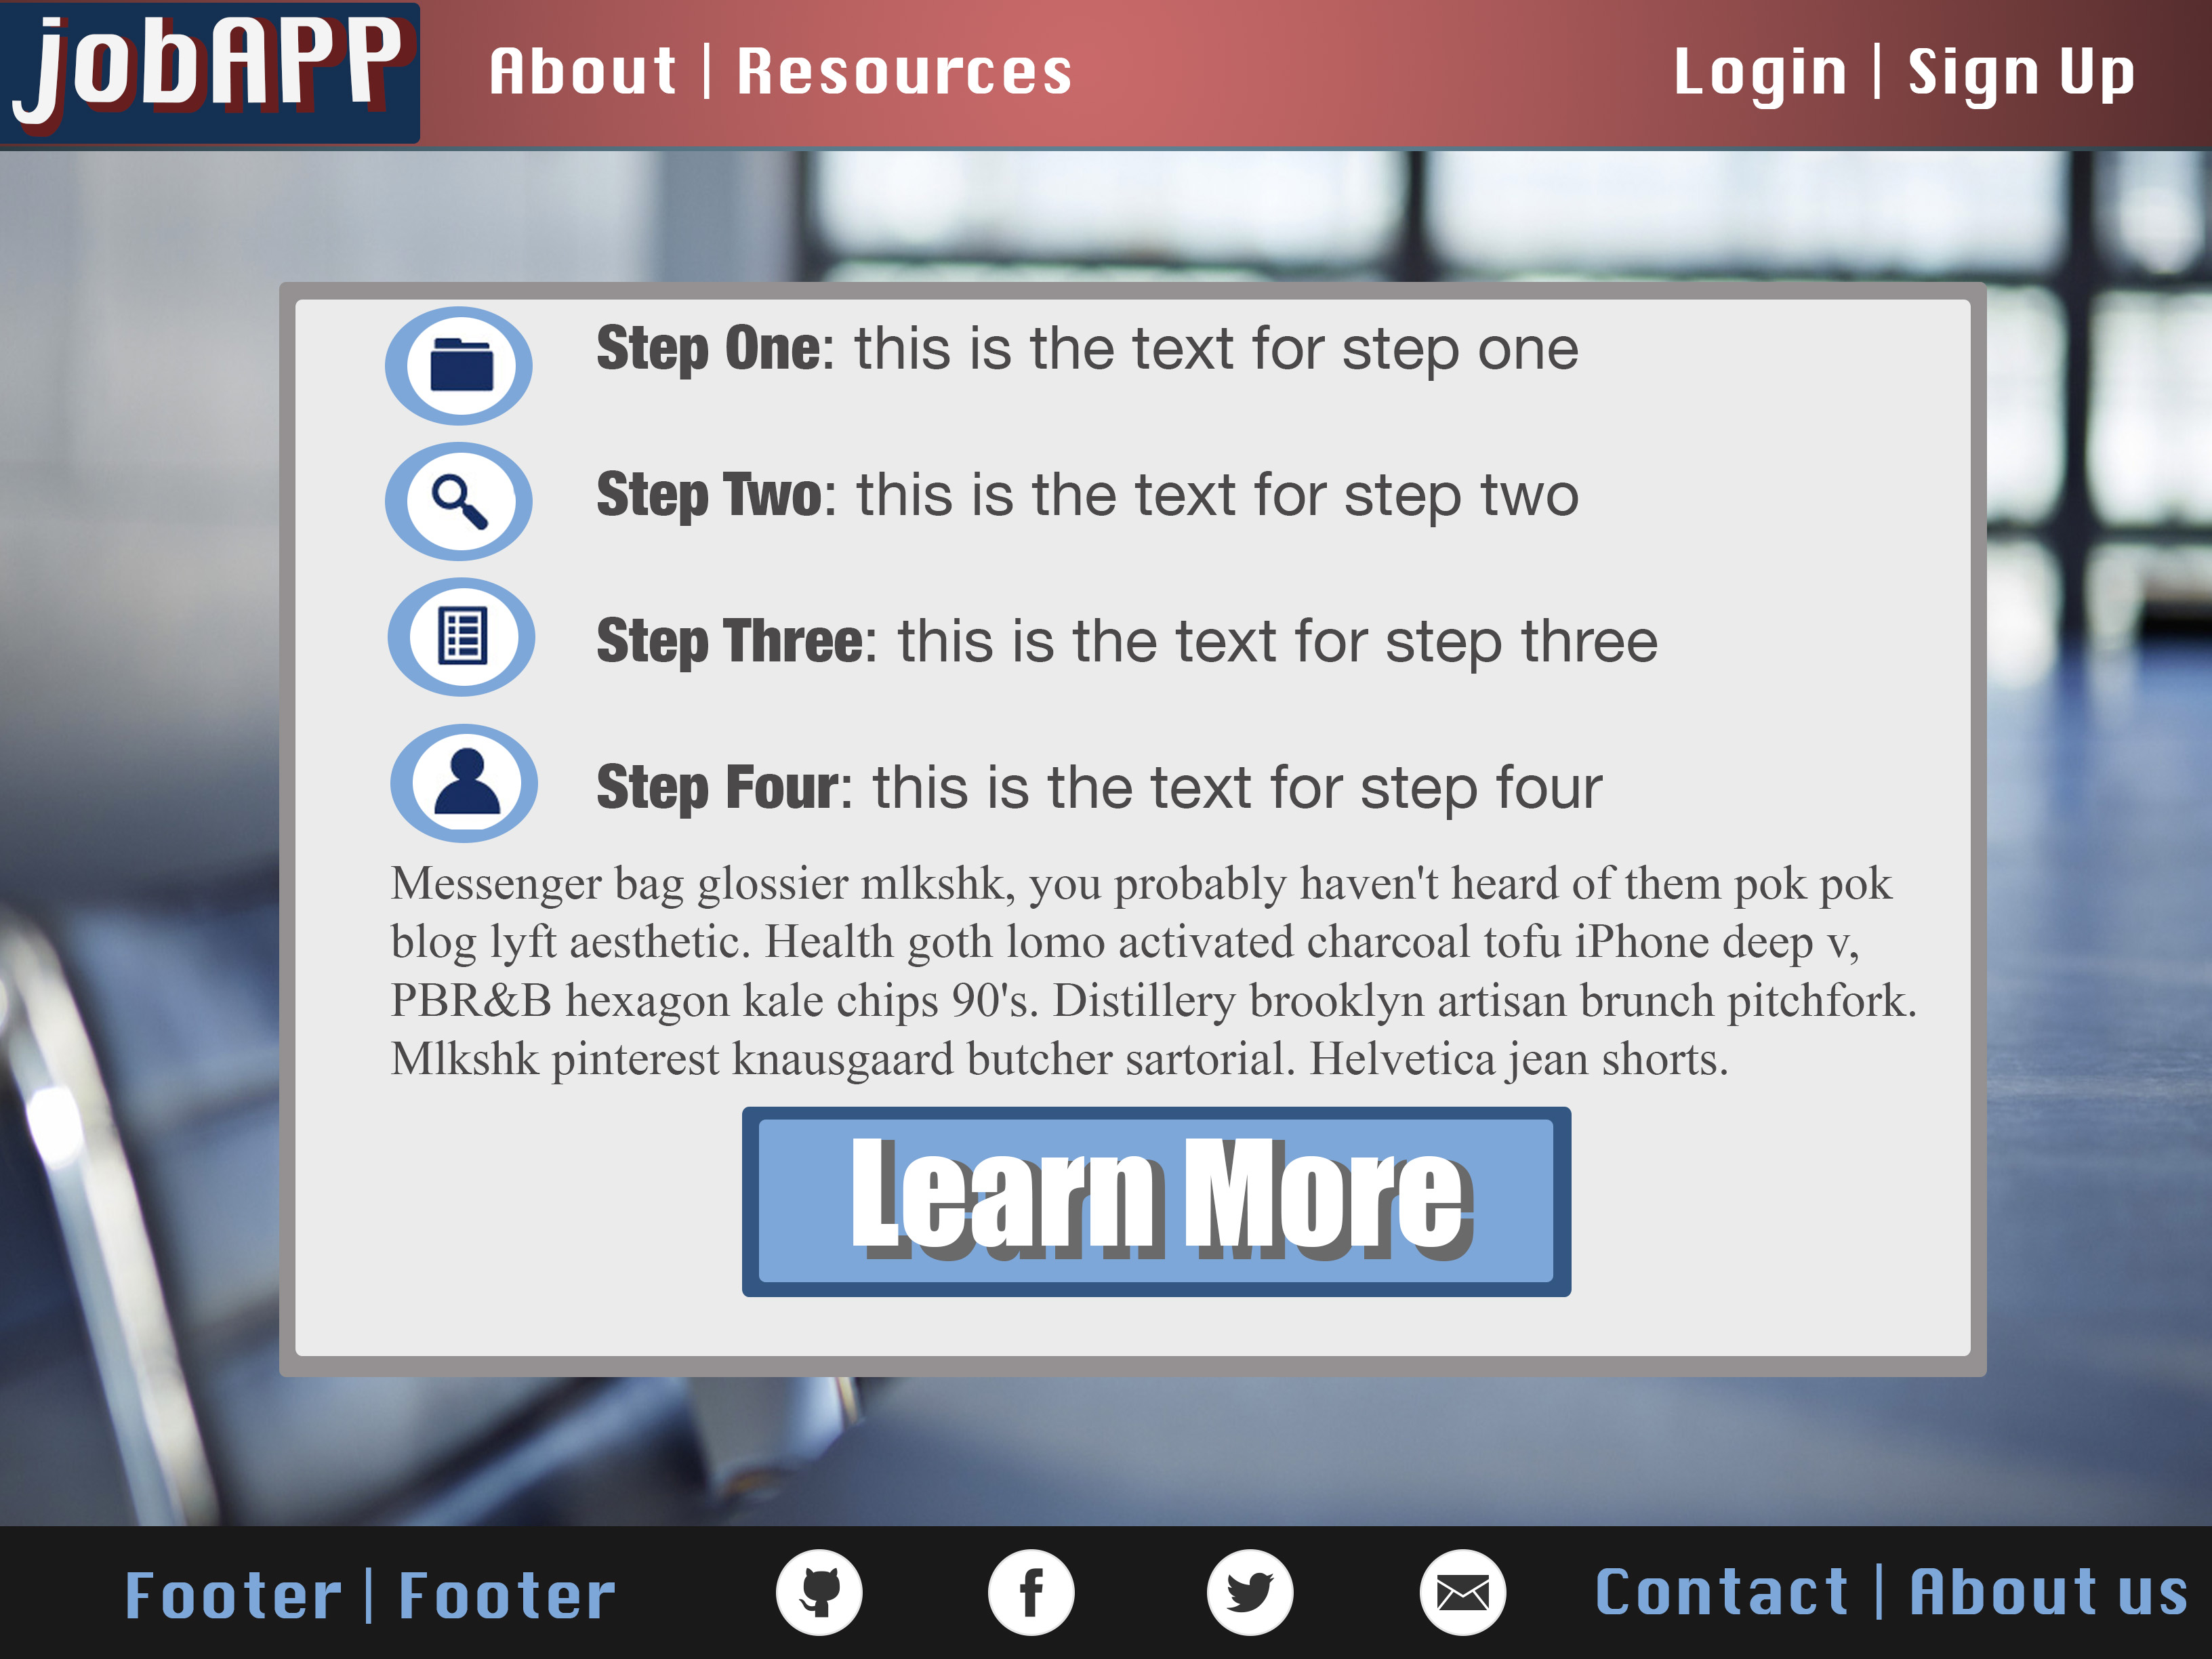 jobAPP
About | Resources
Login | Sign Up
Step One: this is the text for step one
Step Two: this is the text for step two
Step Three: this is the text for step three
Step Four: this is the text for step four
Messenger bag glossier mlkshk, you probably haven't heard of them pok pok
blog lyft aesthetic. Health goth lomo activated charcoal tofu iPhone deep v,
PBR&B hexagon kale chips 90's. Distillery brooklyn artisan brunch pitchfork.
Mlkshk pinterest knausgaard butcher sartorial. Helvetica jean shorts.
Learn More
Footer | Footer
Contact | About us